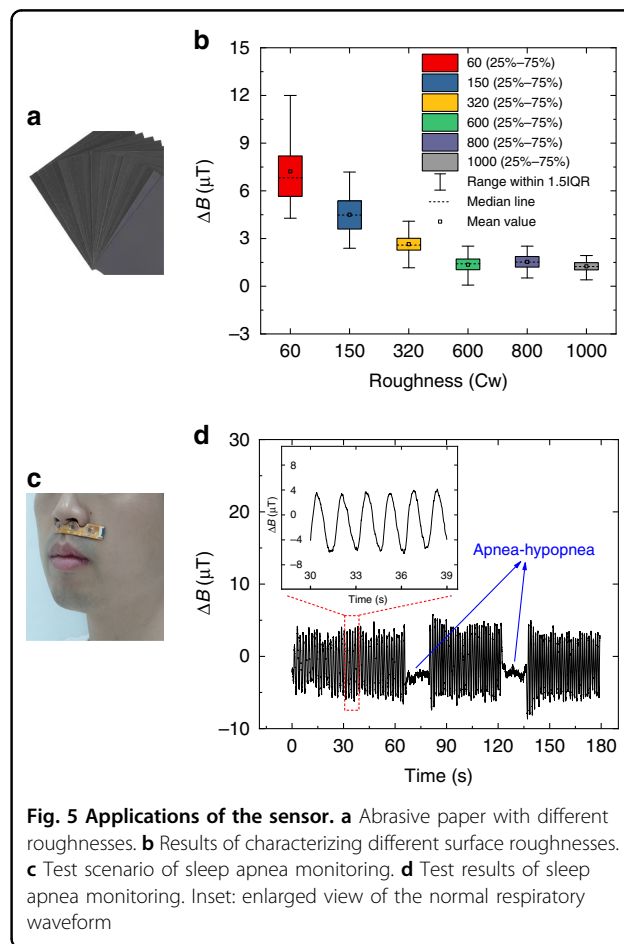 b
15
12
9
6
3
0
−3
ΔB (μT)
60 (25%–75%)
150 (25%–75%)
320 (25%–75%)
600 (25%–75%)
800 (25%–75%)
1000 (25%–75%)
Range within 1.5IQR
Median line
Mean value
60 150 320 600 800 1000
Roughness (Cw)
a
d
30
20
10
0
−10
ΔB (μT)
8
4
0
−4
−8
ΔB (μT)
30 33 36 39
Time (s)
Apnea-hypopnea
0 30 60 90 120 150 180
Time (s)
c
Fig. 5 Applications of the sensor. a Abrasive paper with different
roughnesses. b Results of characterizing different surface roughnesses.
c Test scenario of sleep apnea monitoring. d Test results of sleep
apnea monitoring. Inset: enlarged view of the normal respiratory
waveform